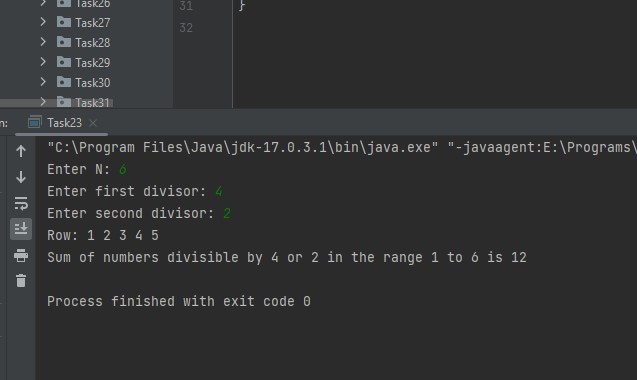 Task26
Task27
Task28
Task29
Task30
Task31
31 }
32
n: Task23
"C:\Program Files\Java\jdk-17.0.3.1\bin\java.exe" "-javaagent:E:\Programs\
Enter N: 6
Enter first divisor: 4
Enter second divisor: 2
Row: 1 2 3 4 5
Sum of numbers divisible by 4 or 2 in the range 1 to 6 is 12
Process finished with exit code 0